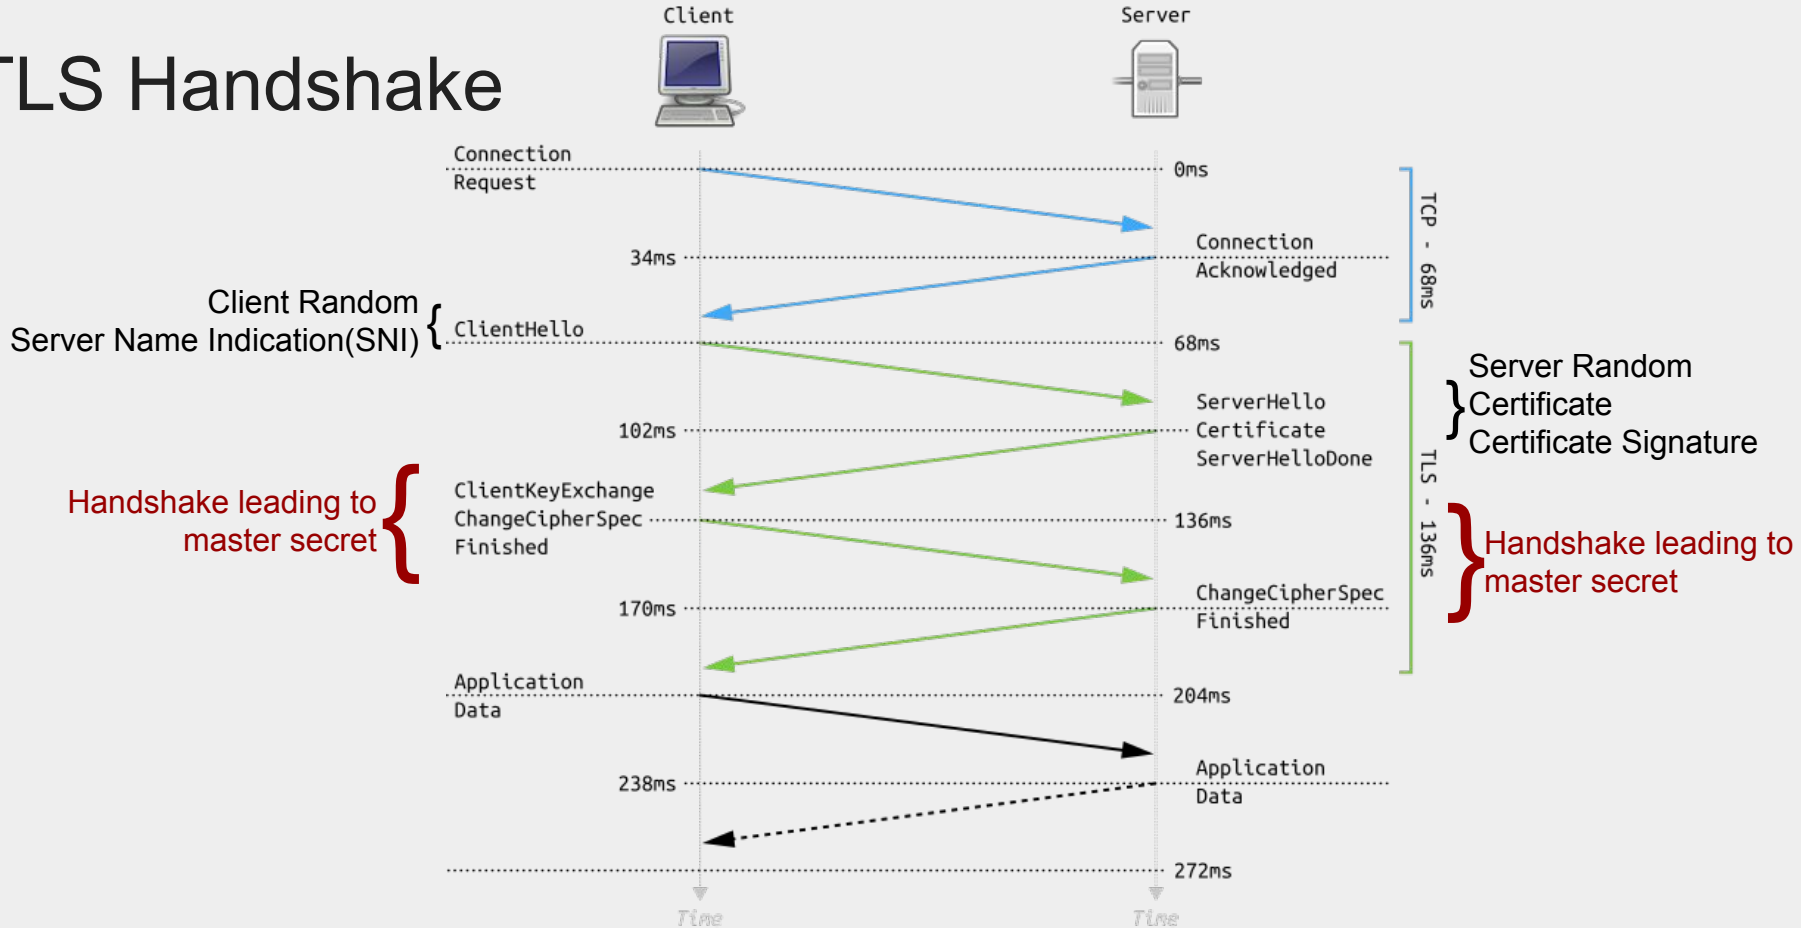 Client
Server
TLS Handshake
Connection
Request
0ms
TCP - 68ms
34ms
Connection
Acknowledged
Client Random
Server Name Indication(SNI)
{
ClientHello
68ms
Server Random
Certificate
Certificate Signature
}
ServerHello
102ms
Certificate
ServerHelloDone
TLS - 136ms
Handshake leading to
master secret
{
ClientKeyExchange
ChangeCipherSpec
Finished
136ms
}
Handshake leading to
master secret
170ms
ChangeCipherSpec
Finished
Application
Data
204ms
238ms
Application
Data
272ms
Time
Time